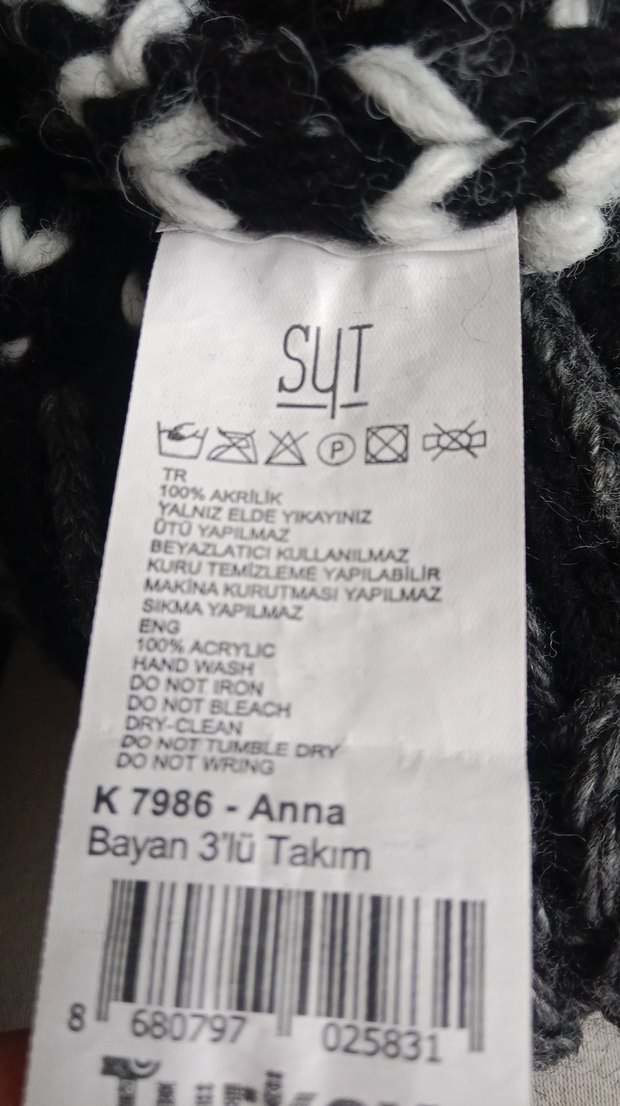 SYT
P
TR
100% AKRİLİK
YALNIZ ELDE YIKAYINIZ
ÜTÜ YAPILMAZ
BEYAZLATICI KULLANILMAZ
KURU TEMİZLEME YAPILABİLİR
MAKİNA KURUTMASI YAPILMAZ
SIKMA YAPILMAZ
ENG
100% ACRYLIC
HAND WASH
DO NOT IRON
DO NOT BLEACH
DRY-CLEAN
DO NOT TUMBLE DRY
DO NOT WRING
K 7986 - Anna
Bayan 3'lü Takım
8 680797 025831